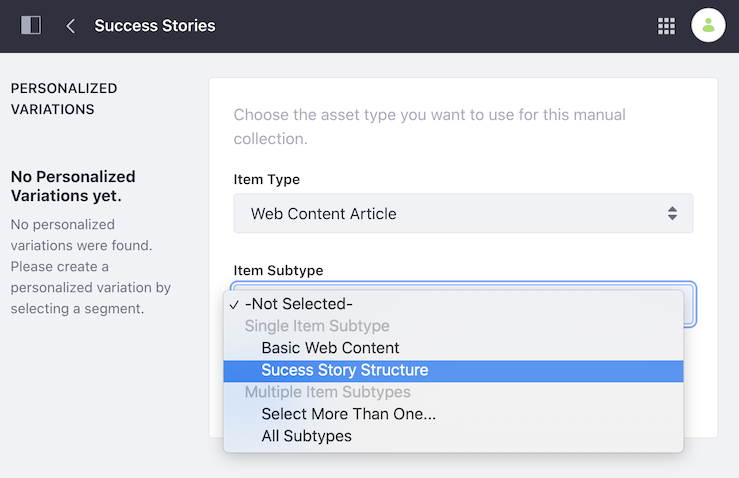 Success Stories
PERSONALIZED
VARIATIONS
No Personalized
Variations yet.
No personalized
variations were found.
Please create a
personalized variation by
selecting a segment.
Choose the asset type you want to use for this manual
collection.
Item Type
Web Content Article
Item Subtype
✓ -Not Selected-
Single Item Subtype
Basic Web Content
Sucess Story Structure
Multiple Item Subtypes
Select More Than One...
All Subtypes